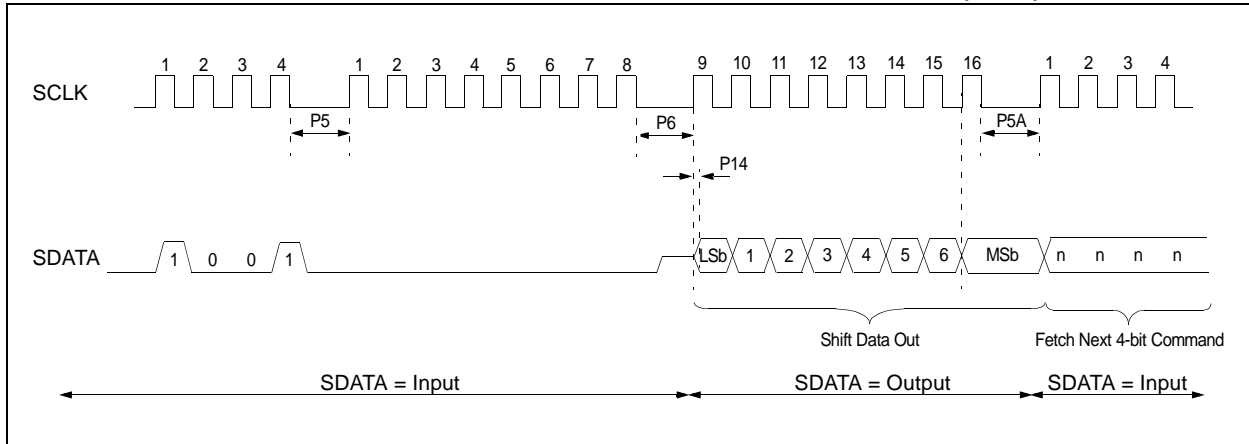 1 2 3 4 1 2 3 4 5 6 7 8 9 10 11 12 13 14 15 16 1 2 3 4
SCLK
P5 P6 P5A
P14
SDATA 1 0 0 1 LSb 1 2 3 4 5 6 MSb n n n n
Shift Data Out Fetch Next 4-bit Command
SDATA = Input SDATA = Output SDATA = Input